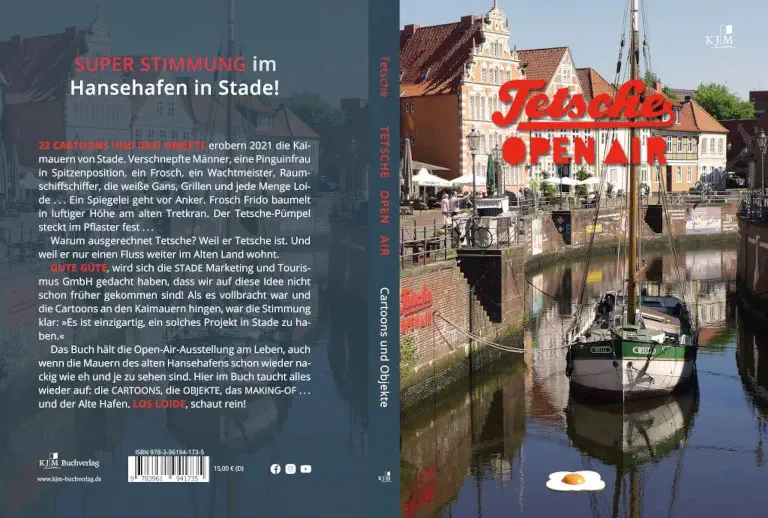 SUPER STIMMUNG im
Hansehafen in Stade!
22 CARTOONS UND DREI OBJEKTE erobern 2021 die Kai-
mauern von Stade. Verschnepfte Männer, eine Pinguinfrau
in Spitzenposition, ein Frosch, ein Wachtmeister, Raum-
schiffschiffer, die weiße Gans, Grillen und jede Menge Loi-
de . . . Ein Spiegelei geht vor Anker. Frosch Frido baumelt
in luftiger Höhe am alten Tretkran. Der Tetsche-Pümpel
steckt im Pflaster fest . . .
Warum ausgerechnet Tetsche? Weil er Tetsche ist. Und
weil er nur einen Fluss weiter im Alten Land wohnt.
GUTE GÜTE, wird sich die STADE Marketing und Touris-
mus GmbH gedacht haben, dass wir auf diese Idee nicht
schon früher gekommen sind! Als es vollbracht war und
die Cartoons an den Kaimauern hingen, war die Stimmung
klar: »Es ist einzigartig, ein solches Projekt in Stade zu ha-
ben.«
Das Buch hält die Open-Air-Ausstellung am Leben, auch
wenn die Mauern des alten Hansehafens schon wieder na-
ckig wie eh und je zu sehen sind. Hier im Buch taucht alles
wieder auf: die CARTOONS, die OBJEKTE, das MAKING-OF . . .
und der Alte Hafen. LOS LOIDE, schaut rein!
KJM Buchverlag
www.kjm-buchverlag.de
ISBN 978-3-96194-173-5
9 783961 941735
15,00 € (D)
Tetsche
TETSCHE OPEN AIR
Cartoons und Objekte
KJM
KJM
Tetsche
OPEN AIR
Tetsche
OPEN AIR